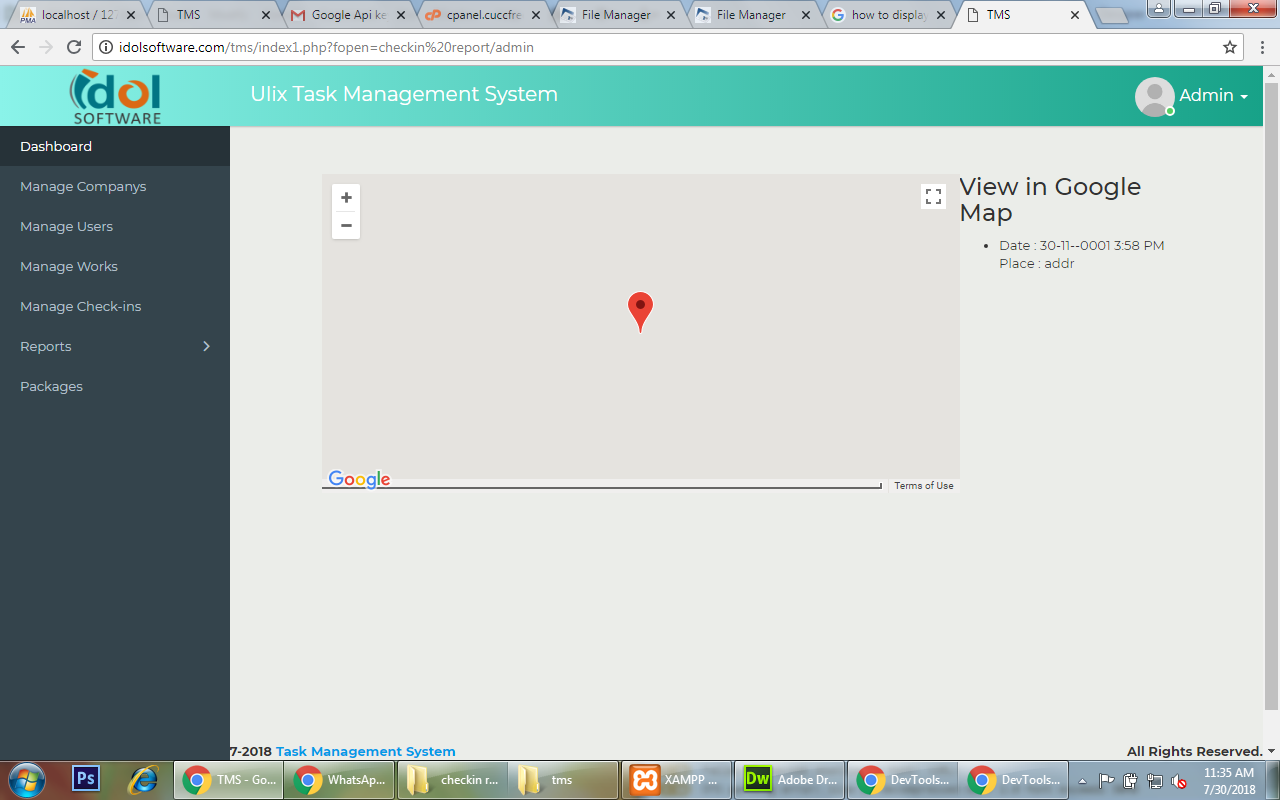 localhost / 127
TMS
Google Api ke
cpanel.cuccfre
File Manager
File Manager
how to display
TMS
idolsoftware.com/tms/index1.php?fopen=checkin%20report/admin
idol
SOFTWARE
Ulix Task Management System
Admin
Dashboard
Manage Companys
Manage Users
Manage Works
Manage Check-ins
Reports
Packages
+
−
View in Google
Map
• Date : 30-11--0001 3:58 PM
Place : addr
Google
Terms of Use
7-2018 Task Management System
All Rights Reserved.
Ps
TMS - Go...
WhatsAp...
checkin r...
tms
XAMPP ...
Dw
Adobe Dr...
DevTools...
DevTools...
11:35 AM
7/30/2018